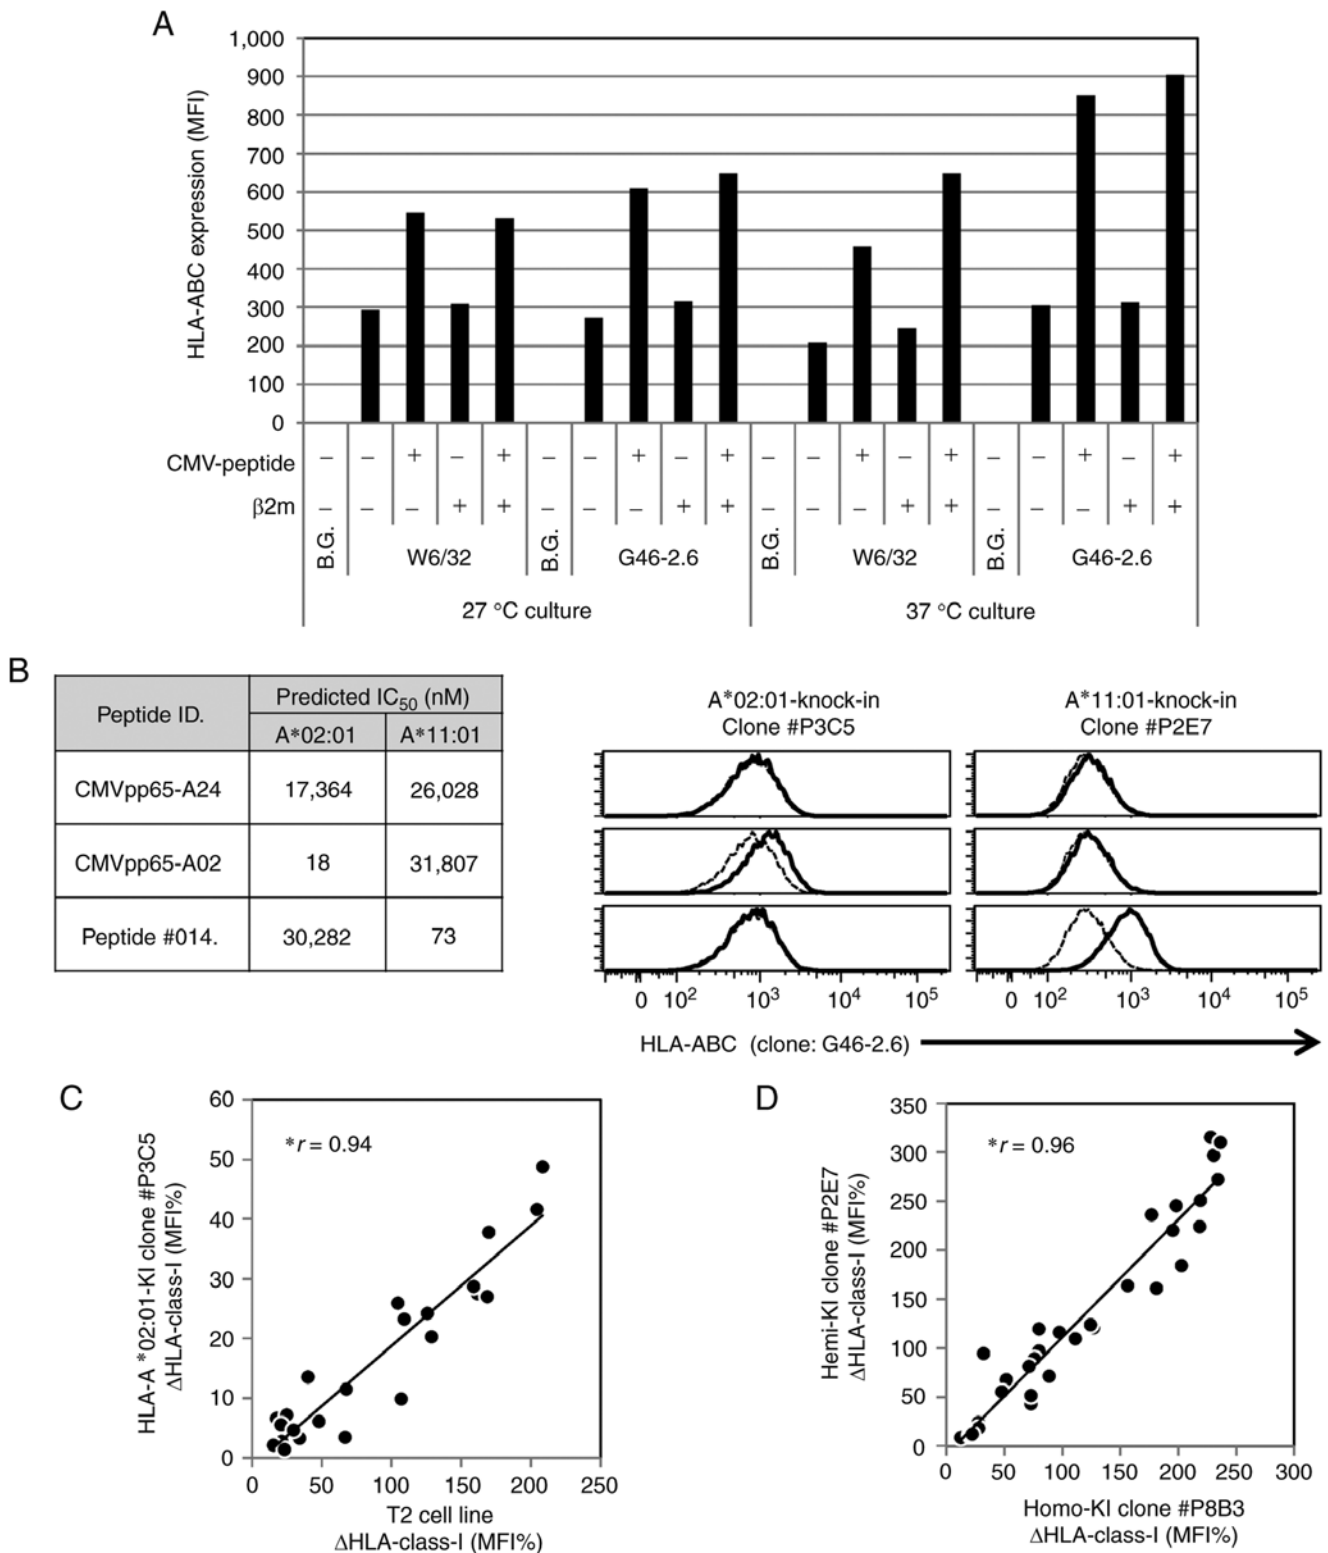 A
HLA-ABC expression (MFI)
1,000
900
800
700
600
500
400
300
200
100
0
CMV-peptide − − + − + − − + − + − − + − + − − + − +
β2m − − − + + − − − + + − − − + + − − − + +
B.G. W6/32 B.G. G46-2.6 B.G. W6/32 B.G. G46-2.6
27 °C culture 37 °C culture
B
Peptide ID. Predicted IC50 (nM)
A*02:01 A*11:01
CMVpp65-A24 17,364 26,028
CMVpp65-A02 18 31,807
Peptide #014. 30,282 73
A*02:01-knock-in
Clone #P3C5
A*11:01-knock-in
Clone #P2E7
0 10² 10³ 10⁴ 10⁵ 0 10² 10³ 10⁴ 10⁵
HLA-ABC (clone: G46-2.6)
C
HLA-A *02:01-KI clone #P3C5
ΔHLA-class-I (MFI%)
60
50
40
30
20
10
0
*r = 0.94
0 50 100 150 200 250
T2 cell line
ΔHLA-class-I (MFI%)
D
Hemi-KI clone #P2E7
ΔHLA-class-I (MFI%)
350
300
250
200
150
100
50
0
*r = 0.96
0 50 100 150 200 250 300
Homo-KI clone #P8B3
ΔHLA-class-I (MFI%)